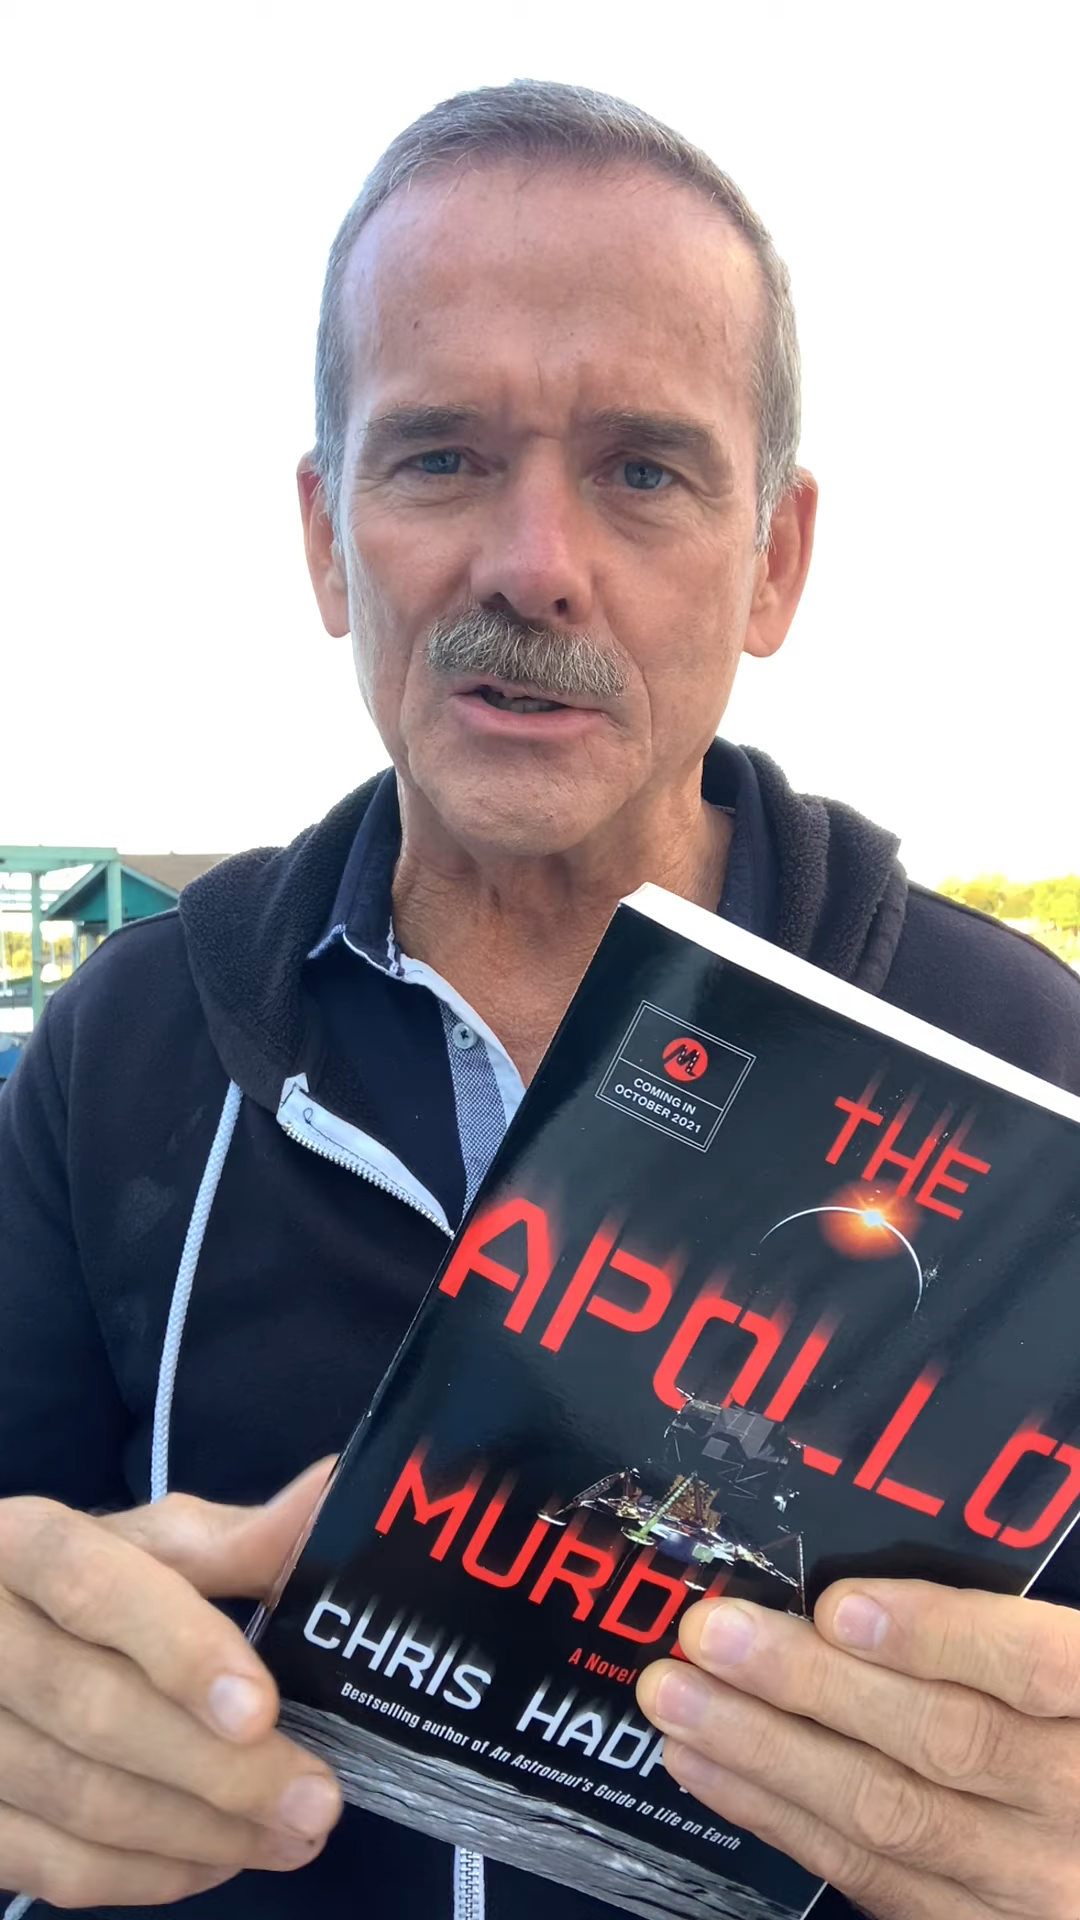 COMING IN
OCTOBER 2021
THE
APOLLO
MURD
A Novel
CHRIS HADF
Bestselling author of An Astronaut's Guide to Life on Earth